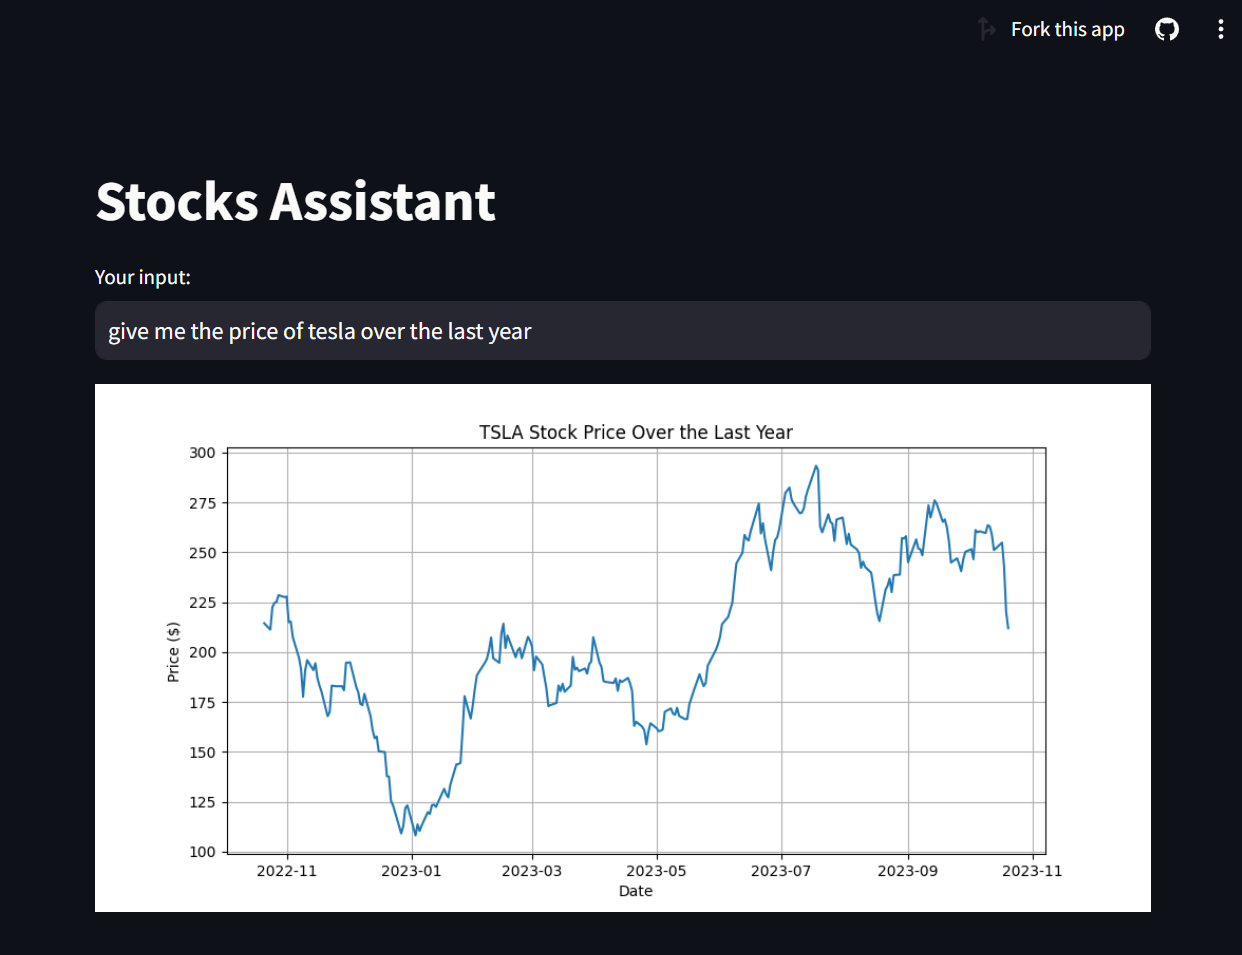 Fork this app
Stocks Assistant
Your input:
give me the price of tesla over the last year
TSLA Stock Price Over the Last Year
Price ($)
300
275
250
225
200
175
150
125
100
2022-11
2023-01
2023-03
2023-05
2023-07
2023-09
2023-11
Date